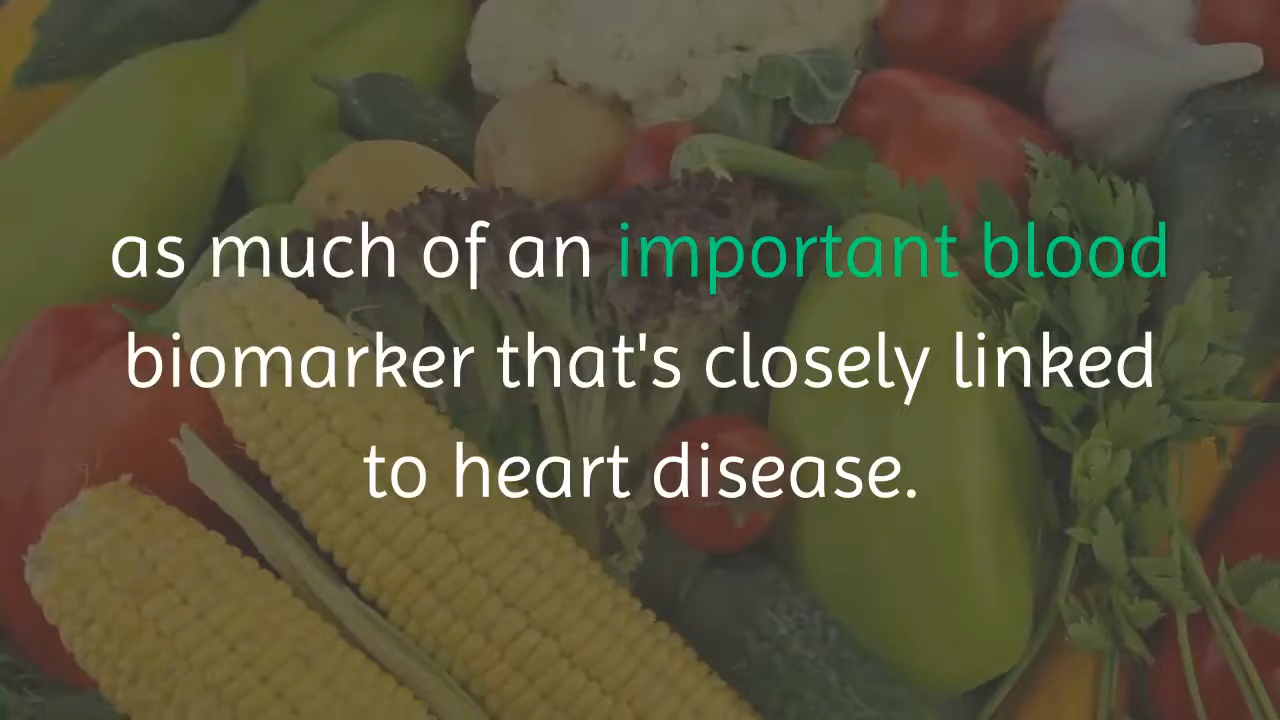 as much of an important blood
biomarker that's closely linked
to heart disease.